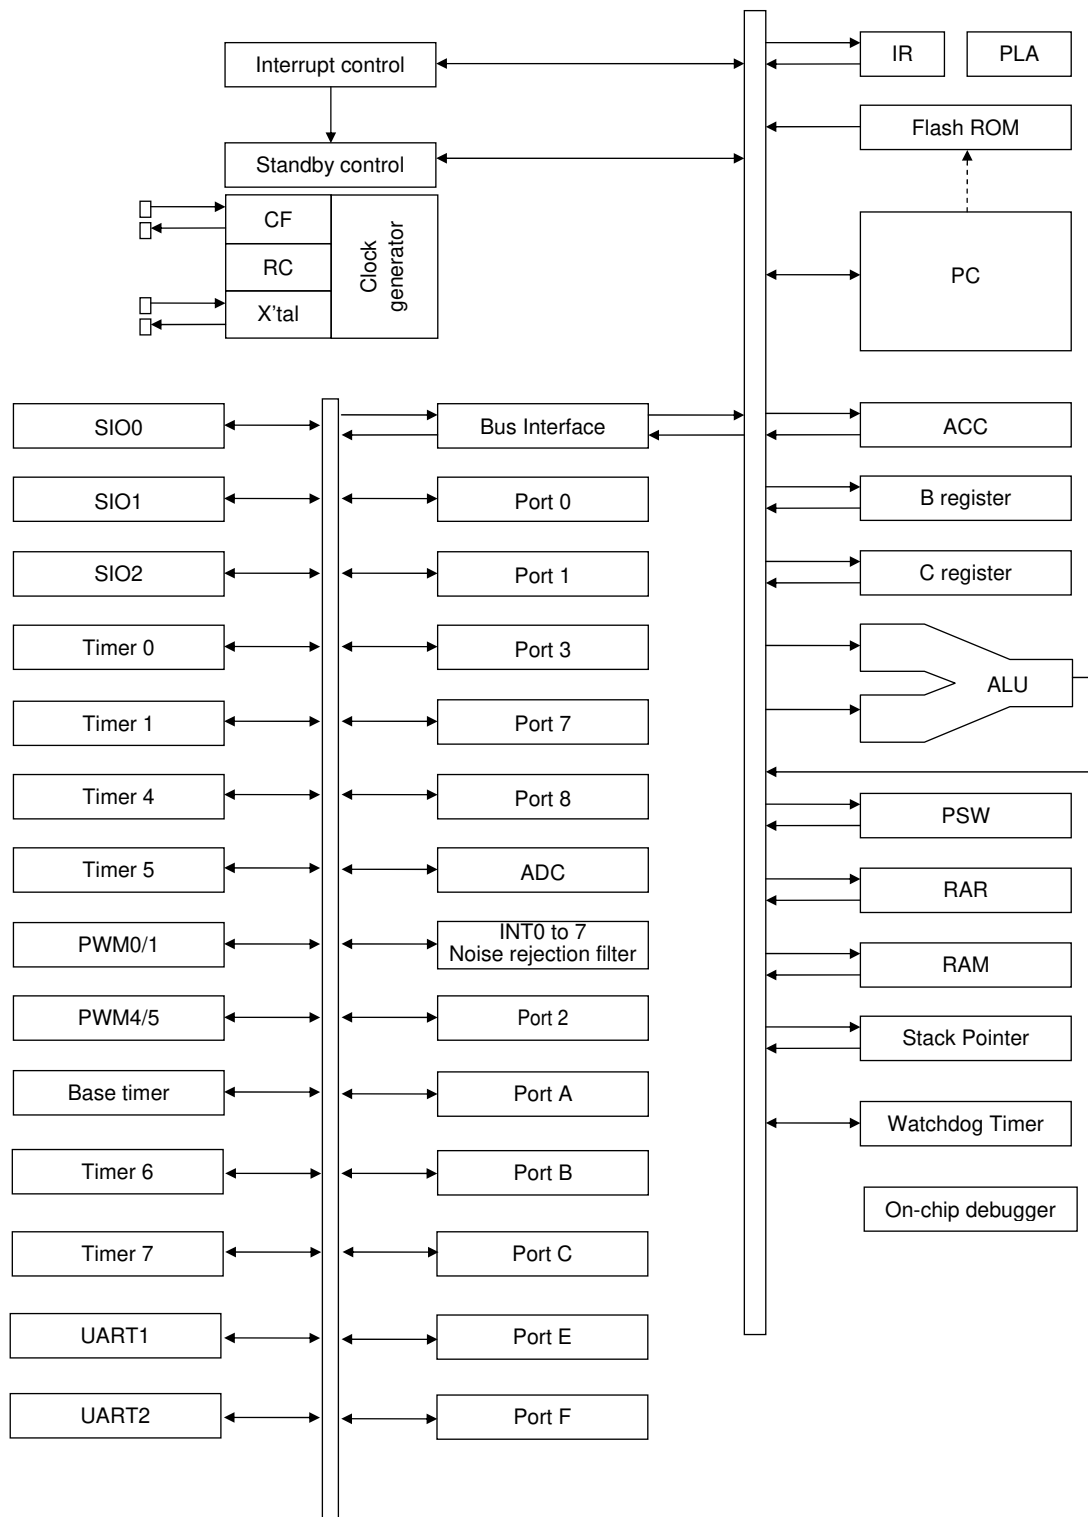 Interrupt control
IR
PLA
Flash ROM
Standby control
CF
RC
X'tal
Clock
generator
PC
SIO0
Bus Interface
ACC
SIO1
Port 0
B register
SIO2
Port 1
C register
Timer 0
Port 3
ALU
Timer 1
Port 7
Timer 4
Port 8
PSW
Timer 5
ADC
RAR
PWM0/1
INT0 to 7
Noise rejection filter
RAM
PWM4/5
Port 2
Stack Pointer
Base timer
Port A
Watchdog Timer
Timer 6
Port B
On-chip debugger
Timer 7
Port C
UART1
Port E
UART2
Port F